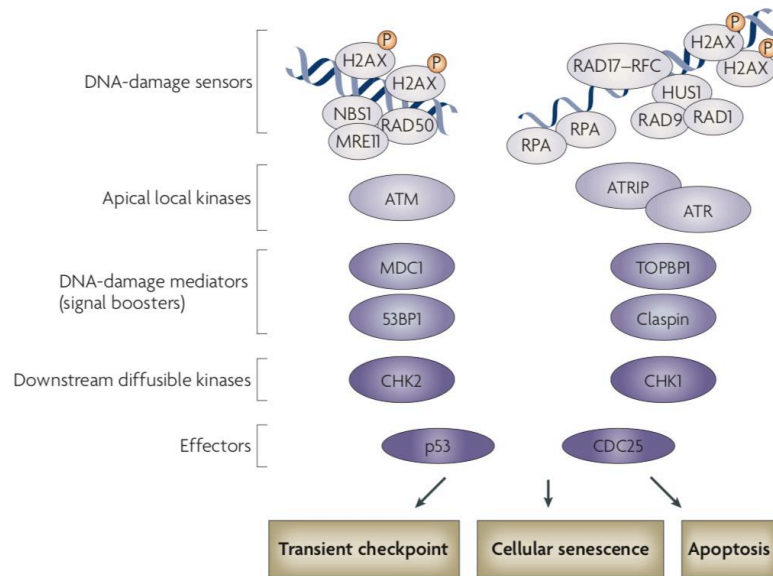 DNA-damage sensors
P
H2AX
P
H2AX
NBS1
RAD50
MRE11
RAD17–RFC
H2AX
P
P
H2AX
HUS1
RAD9
RAD1
RPA
RPA
Apical local kinases
ATM
ATRIP
ATR
DNA-damage mediators
(signal boosters)
MDC1
53BP1
TOPBP1
Claspin
Downstream diffusible kinases
CHK2
CHK1
Effectors
p53
CDC25
Transient checkpoint
Cellular senescence
Apoptosis